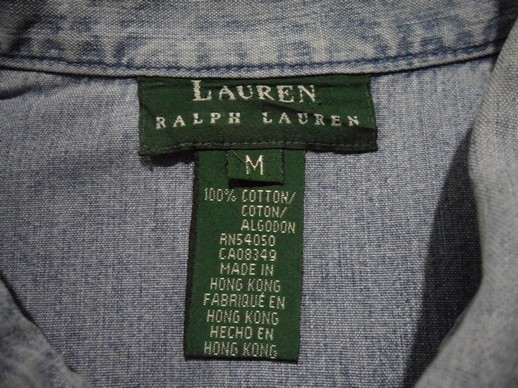 LAUREN
RALPH LAUREN
M
100% COTTON/
COTON/
ALGODON
RN54050
CA08349
MADE IN
HONG KONG
FABRIQUÉ EN
HONG KONG
HECHO EN
HONG KONG